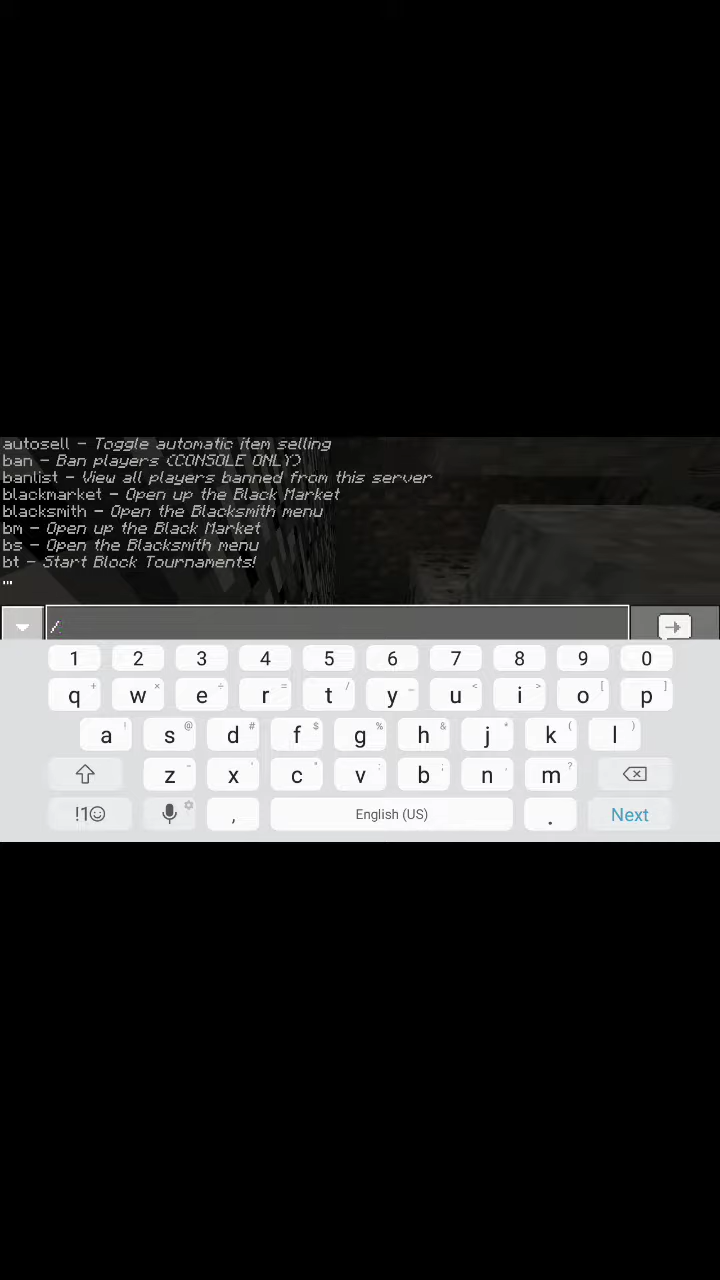 autosell - Toggle automatic item selling
ban - Ban players (CONSOLE ONLY)
banlist - View all players banned from this server
blackmarket - Open up the Black Market
blacksmith - Open the Blacksmith menu
bm - Open up the Black Market
bs - Open the Blacksmith menu
bt - Start Block Tournaments!
...
/
1 2 3 4 5 6 7 8 9 0
q + w × e ÷ r = t / y _ u < i > o [ p ]
a ! s @ d # f $ g % h & j * k ( l )
z - x ' c " v : b ; n , m ?
!1☺ , English (US) . Next